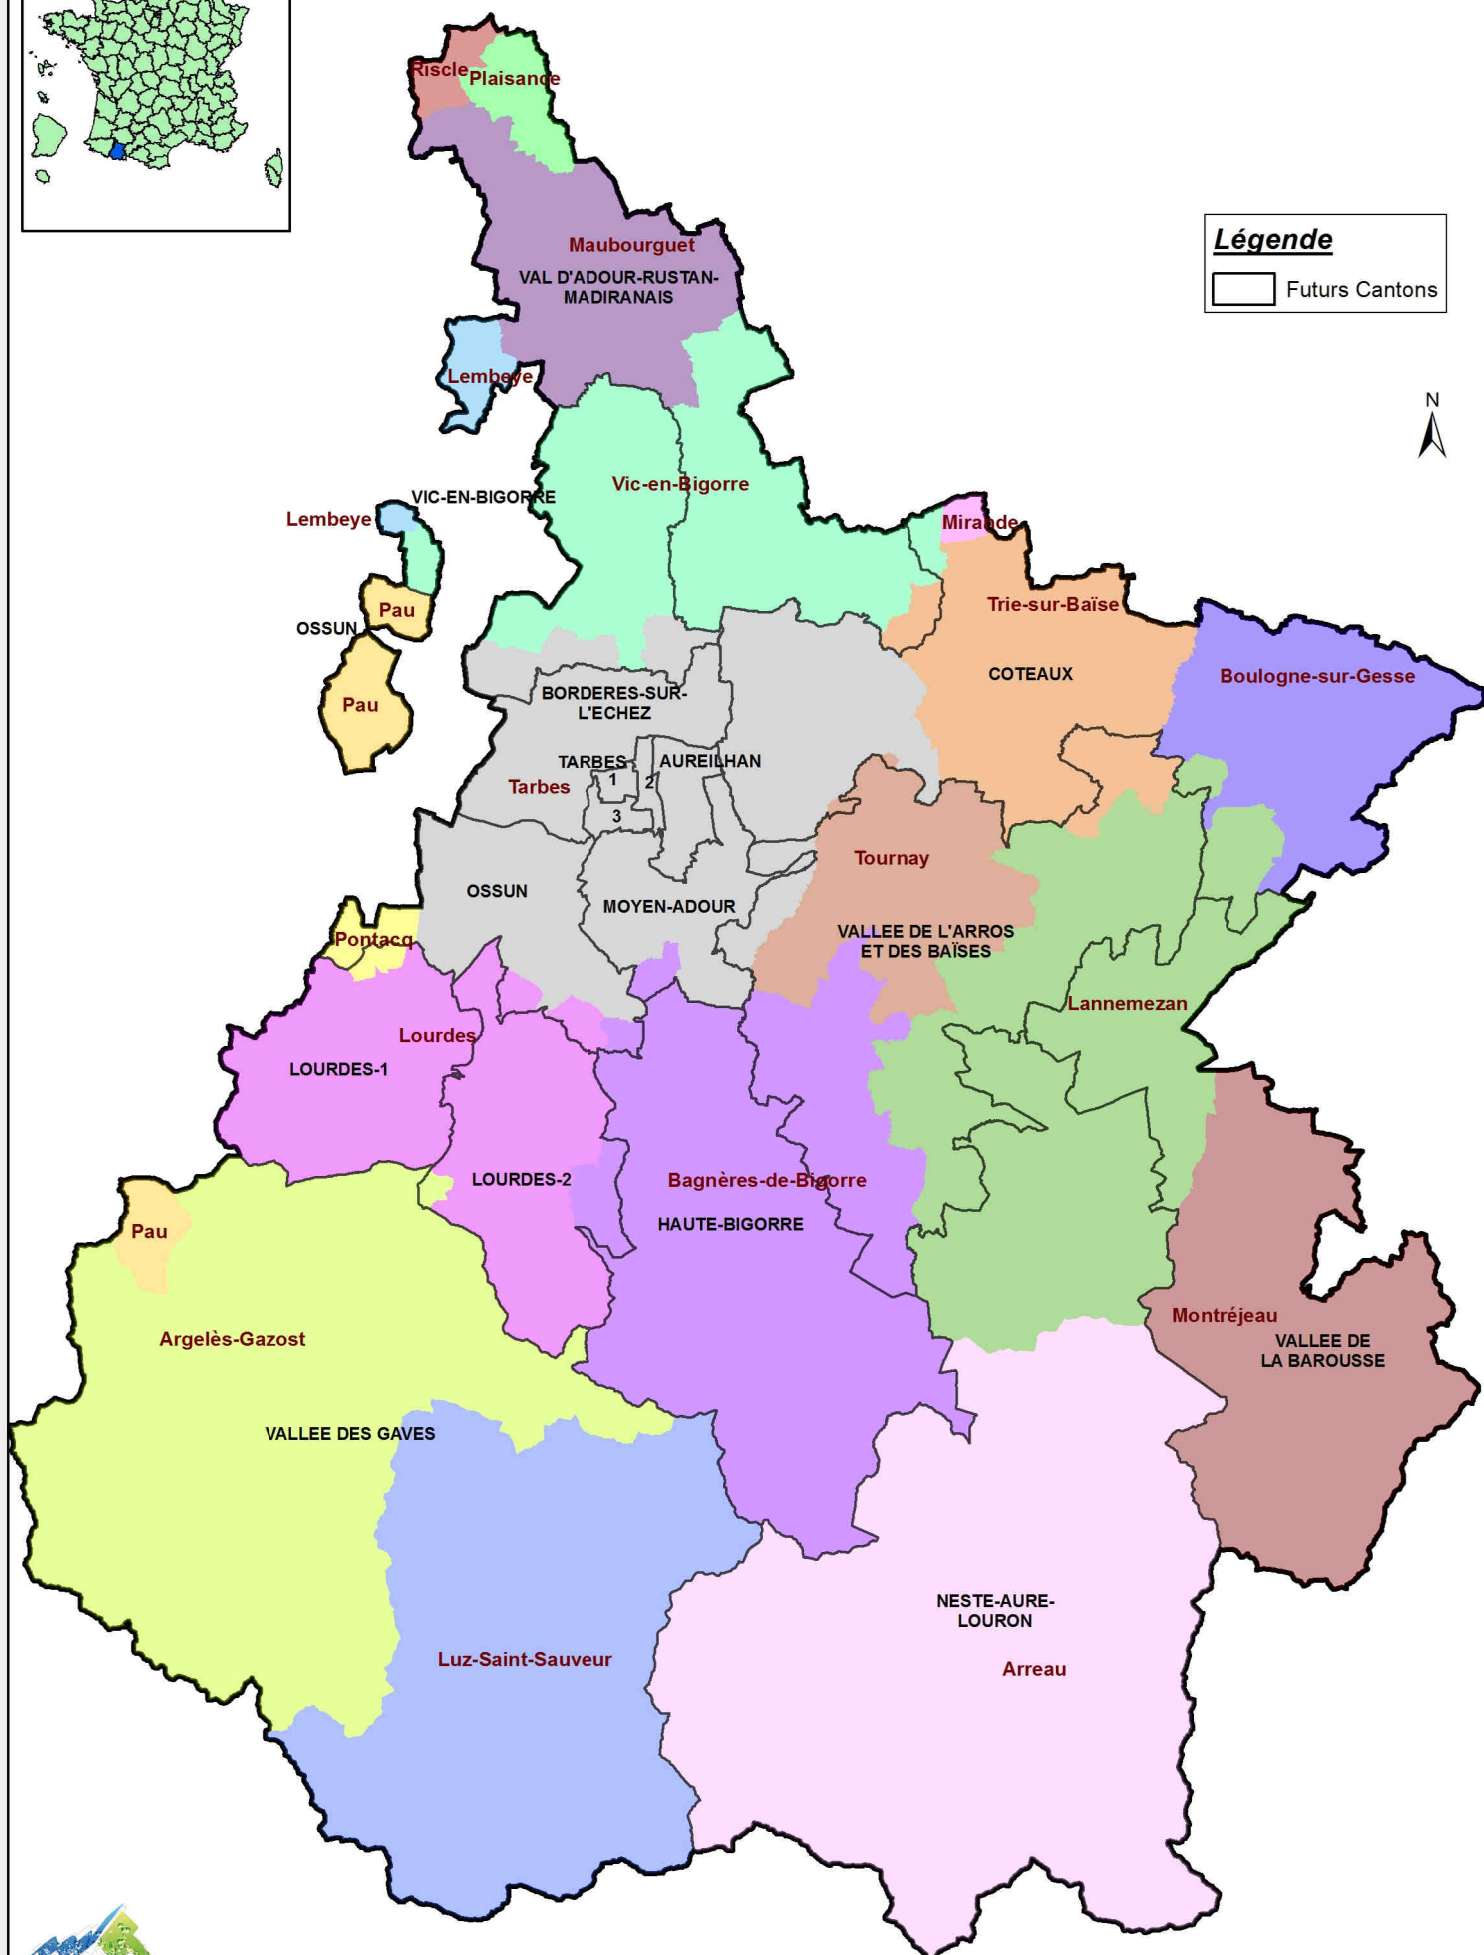 Riscle
Plaisance
Légende
Futurs Cantons
Maubourguet
VAL D'ADOUR-RUSTAN-
MADIRANAIS
Lembeye
N
Vic-en-Bigorre
VIC-EN-BIGORRE
Lembeye
Mirande
Pau
Trie-sur-Baïse
OSSUN
COTEAUX
Boulogne-sur-Gesse
BORDERES-SUR-
L'ECHEZ
Pau
TARBES
AUREILHAN
1
2
Tarbes
3
Tournay
OSSUN
MOYEN-ADOUR
VALLEE DE L'ARROS
ET DES BAÏSES
Pontacq
Lannemezan
Lourdes
LOURDES-1
LOURDES-2
Bagnères-de-Bigorre
HAUTE-BIGORRE
Pau
Montréjeau
Argelès-Gazost
VALLEE DE
LA BAROUSSE
VALLEE DES GAVES
NESTE-AURE-
LOURON
Luz-Saint-Sauveur
Arreau